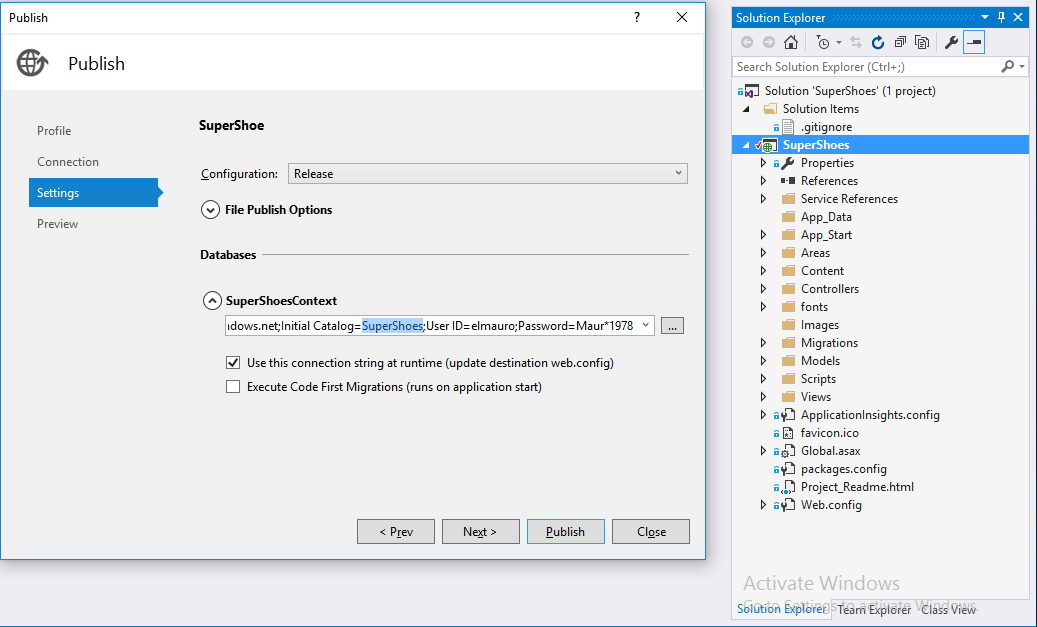 Publish
?
Publish
Profile
Connection
Settings
Preview
SuperShoe
Configuration:
Release
File Publish Options
Databases
SuperShoesContext
dows.net;Initial Catalog=SuperShoes;User ID=elmauro;Password=Maur*1978
...
Use this connection string at runtime (update destination web.config)
Execute Code First Migrations (runs on application start)
< Prev
Next >
Publish
Close
Solution Explorer
Search Solution Explorer (Ctrl+;)
Solution 'SuperShoes' (1 project)
Solution Items
.gitignore
SuperShoes
Properties
References
Service References
App_Data
App_Start
Areas
Content
Controllers
fonts
Images
Migrations
Models
Scripts
Views
ApplicationInsights.config
favicon.ico
Global.asax
packages.config
Project_Readme.html
Web.config
Activate Windows
Go to Settings to activate Windows.
Solution Explorer
Team Explorer
Class View